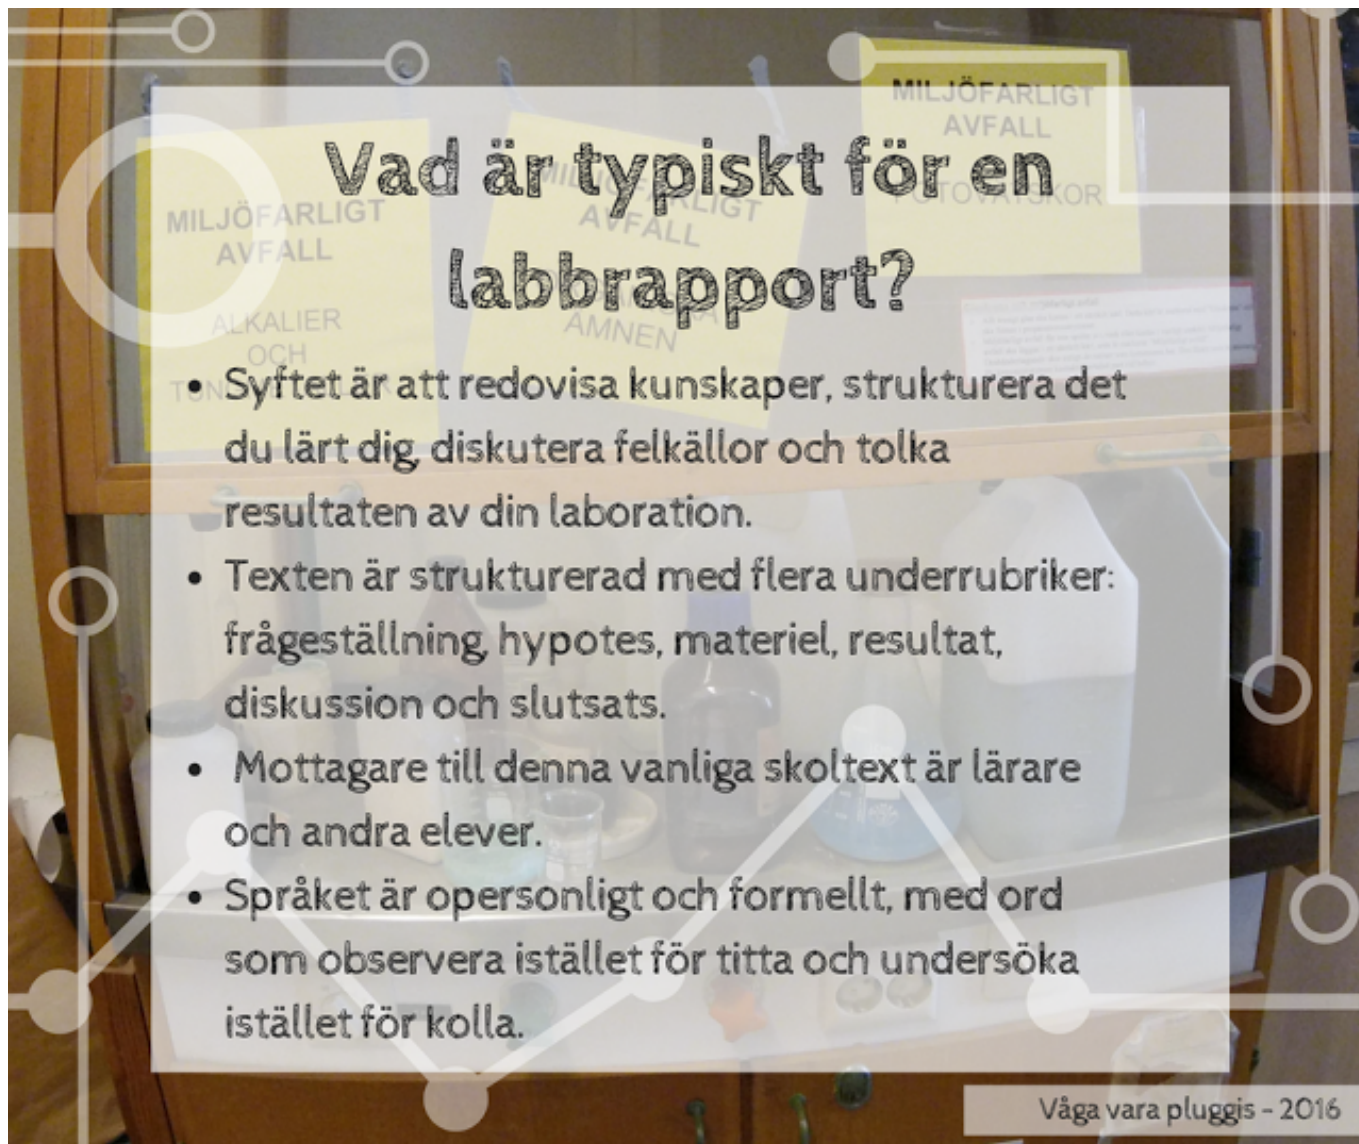 MILJÖFARLIGT
AVFALL
MILJÖFARLIGT
AVFALL
ALKALIER
OCH
MILJÖFARLIGT
AVFALL
ÄMNEN
Vad är typiskt för en
labbrapport?
• Syftet är att redovisa kunskaper, strukturera det
du lärt dig, diskutera felkällor och tolka
resultaten av din laboration.
• Texten är strukturerad med flera underrubriker:
frågeställning, hypotes, materiel, resultat,
diskussion och slutsats.
• Mottagare till denna vanliga skoltext är lärare
och andra elever.
• Språket är opersonligt och formellt, med ord
som observera istället för titta och undersöka
istället för kolla.
Våga vara pluggis - 2016